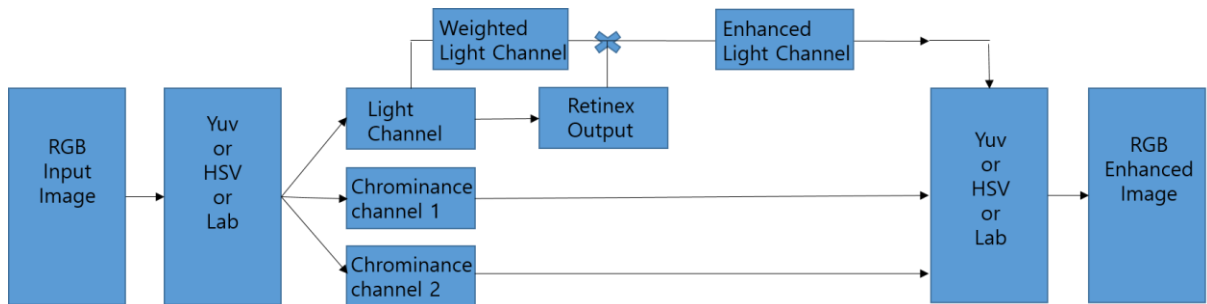 RGB
Input
Image
Yuv
or
HSV
or
Lab
Weighted
Light Channel
Enhanced
Light Channel
Light
Channel
Retinex
Output
Chrominance
channel 1
Chrominance
channel 2
Yuv
or
HSV
or
Lab
RGB
Enhanced
Image